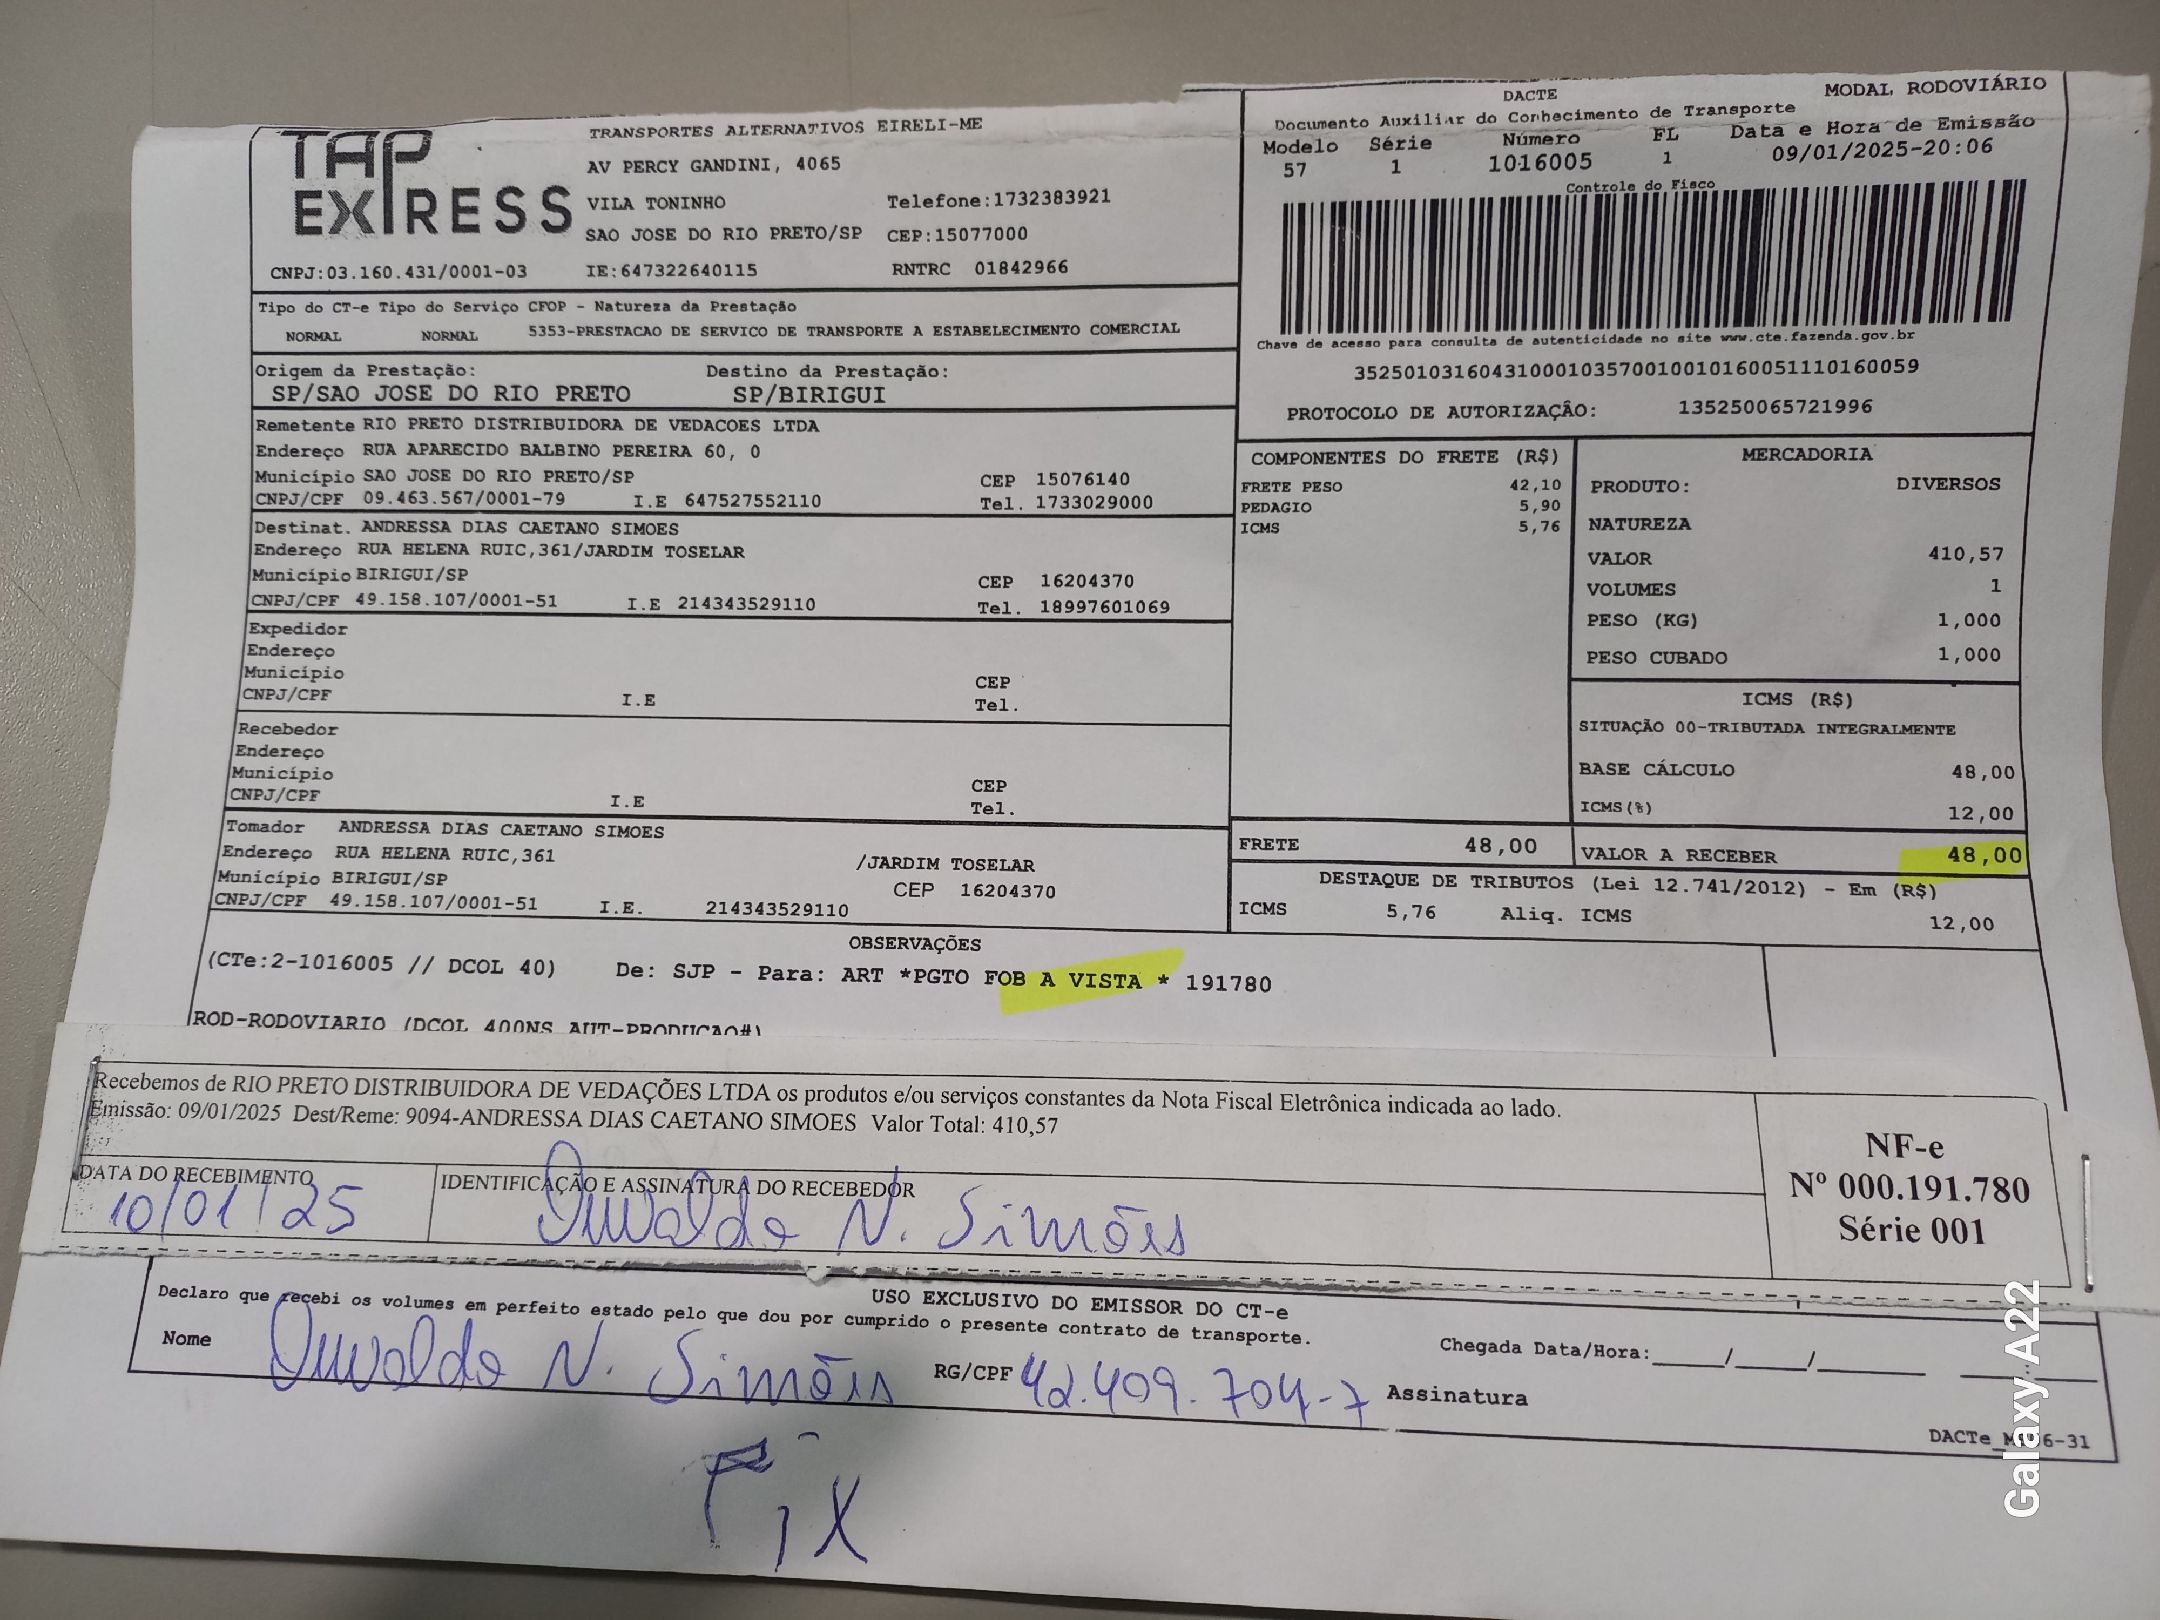 TAP EXPRESS
TRANSPORTES ALTERNATIVOS EIRELI-ME
AV PERCY GANDINI, 4065
VILA TONINHO Telefone:1732383921
SAO JOSE DO RIO PRETO/SP CEP:15077000
CNPJ:03.160.431/0001-03 IE:647322640115 RNTRC 01842966
DACTE MODAL RODOVIÁRIO
Documento Auxiliar do Conhecimento de Transporte
Modelo Série Número FL Data e Hora de Emissão
57 1 1016005 1 09/01/2025-20:06
Controle do Fisco
Chave de acesso para consulta de autenticidade no site www.cte.fazenda.gov.br
35250103160431000103570010010160051110160059
PROTOCOLO DE AUTORIZAÇÃO: 135250065721996
Tipo do CT-e Tipo do Serviço CFOP - Natureza da Prestação
NORMAL NORMAL 5353-PRESTACAO DE SERVICO DE TRANSPORTE A ESTABELECIMENTO COMERCIAL
Origem da Prestação: Destino da Prestação:
SP/SAO JOSE DO RIO PRETO SP/BIRIGUI
Remetente RIO PRETO DISTRIBUIDORA DE VEDACOES LTDA
Endereço RUA APARECIDO BALBINO PEREIRA 60, 0
Município SAO JOSE DO RIO PRETO/SP CEP 15076140
CNPJ/CPF 09.463.567/0001-79 I.E 647527552110 Tel. 1733029000
Destinat. ANDRESSA DIAS CAETANO SIMOES
Endereço RUA HELENA RUIC,361/JARDIM TOSELAR
Município BIRIGUI/SP CEP 16204370
CNPJ/CPF 49.158.107/0001-51 I.E 214343529110 Tel. 18997601069
Expedidor
Endereço
Município CEP
CNPJ/CPF I.E Tel.
Recebedor
Endereço
Município CEP
CNPJ/CPF I.E Tel.
Tomador ANDRESSA DIAS CAETANO SIMOES
Endereço RUA HELENA RUIC,361 /JARDIM TOSELAR
Município BIRIGUI/SP CEP 16204370
CNPJ/CPF 49.158.107/0001-51 I.E. 214343529110
COMPONENTES DO FRETE (R$)
FRETE PESO 42,10
PEDAGIO 5,90
ICMS 5,76
MERCADORIA
PRODUTO: DIVERSOS
NATUREZA
VALOR 410,57
VOLUMES 1
PESO (KG) 1,000
PESO CUBADO 1,000
ICMS (R$)
SITUAÇÃO 00-TRIBUTADA INTEGRALMENTE
BASE CÁLCULO 48,00
ICMS(%) 12,00
FRETE 48,00 VALOR A RECEBER 48,00
DESTAQUE DE TRIBUTOS (Lei 12.741/2012) - Em (R$)
ICMS 5,76 Aliq. ICMS 12,00
OBSERVAÇÕES
(CTe:2-1016005 // DCOL 40) De: SJP - Para: ART *PGTO FOB A VISTA * 191780
ROD-RODOVIARIO (DCOL 400NS AUT-PRODUCAO#)
Recebemos de RIO PRETO DISTRIBUIDORA DE VEDAÇÕES LTDA os produtos e/ou serviços constantes da Nota Fiscal Eletrônica indicada ao lado.
Emissão: 09/01/2025 Dest/Reme: 9094-ANDRESSA DIAS CAETANO SIMOES Valor Total: 410,57
DATA DO RECEBIMENTO
10/01/25
IDENTIFICAÇÃO E ASSINATURA DO RECEBEDOR
Osvaldo N. Simões
NF-e
Nº 000.191.780
Série 001
USO EXCLUSIVO DO EMISSOR DO CT-e
Declaro que recebi os volumes em perfeito estado pelo que dou por cumprido o presente contrato de transporte.
Nome Osvaldo N. Simões RG/CPF 42.409.704-7 Assinatura
Chegada Data/Hora:_____/_____/_________ ___:___
Pix
Galaxy A22